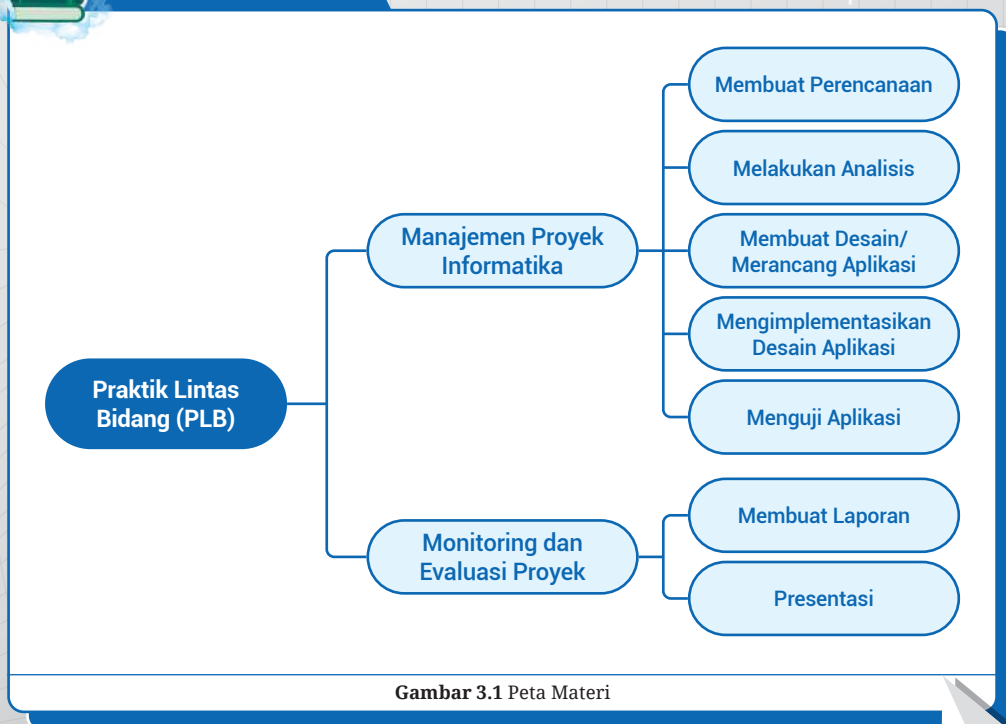 Praktik Lintas
Bidang (PLB)
Manajemen Proyek
Informatika
Membuat Perencanaan
Melakukan Analisis
Membuat Desain/
Merancang Aplikasi
Mengimplementasikan
Desain Aplikasi
Menguji Aplikasi
Monitoring dan
Evaluasi Proyek
Membuat Laporan
Presentasi
Gambar 3.1 Peta Materi